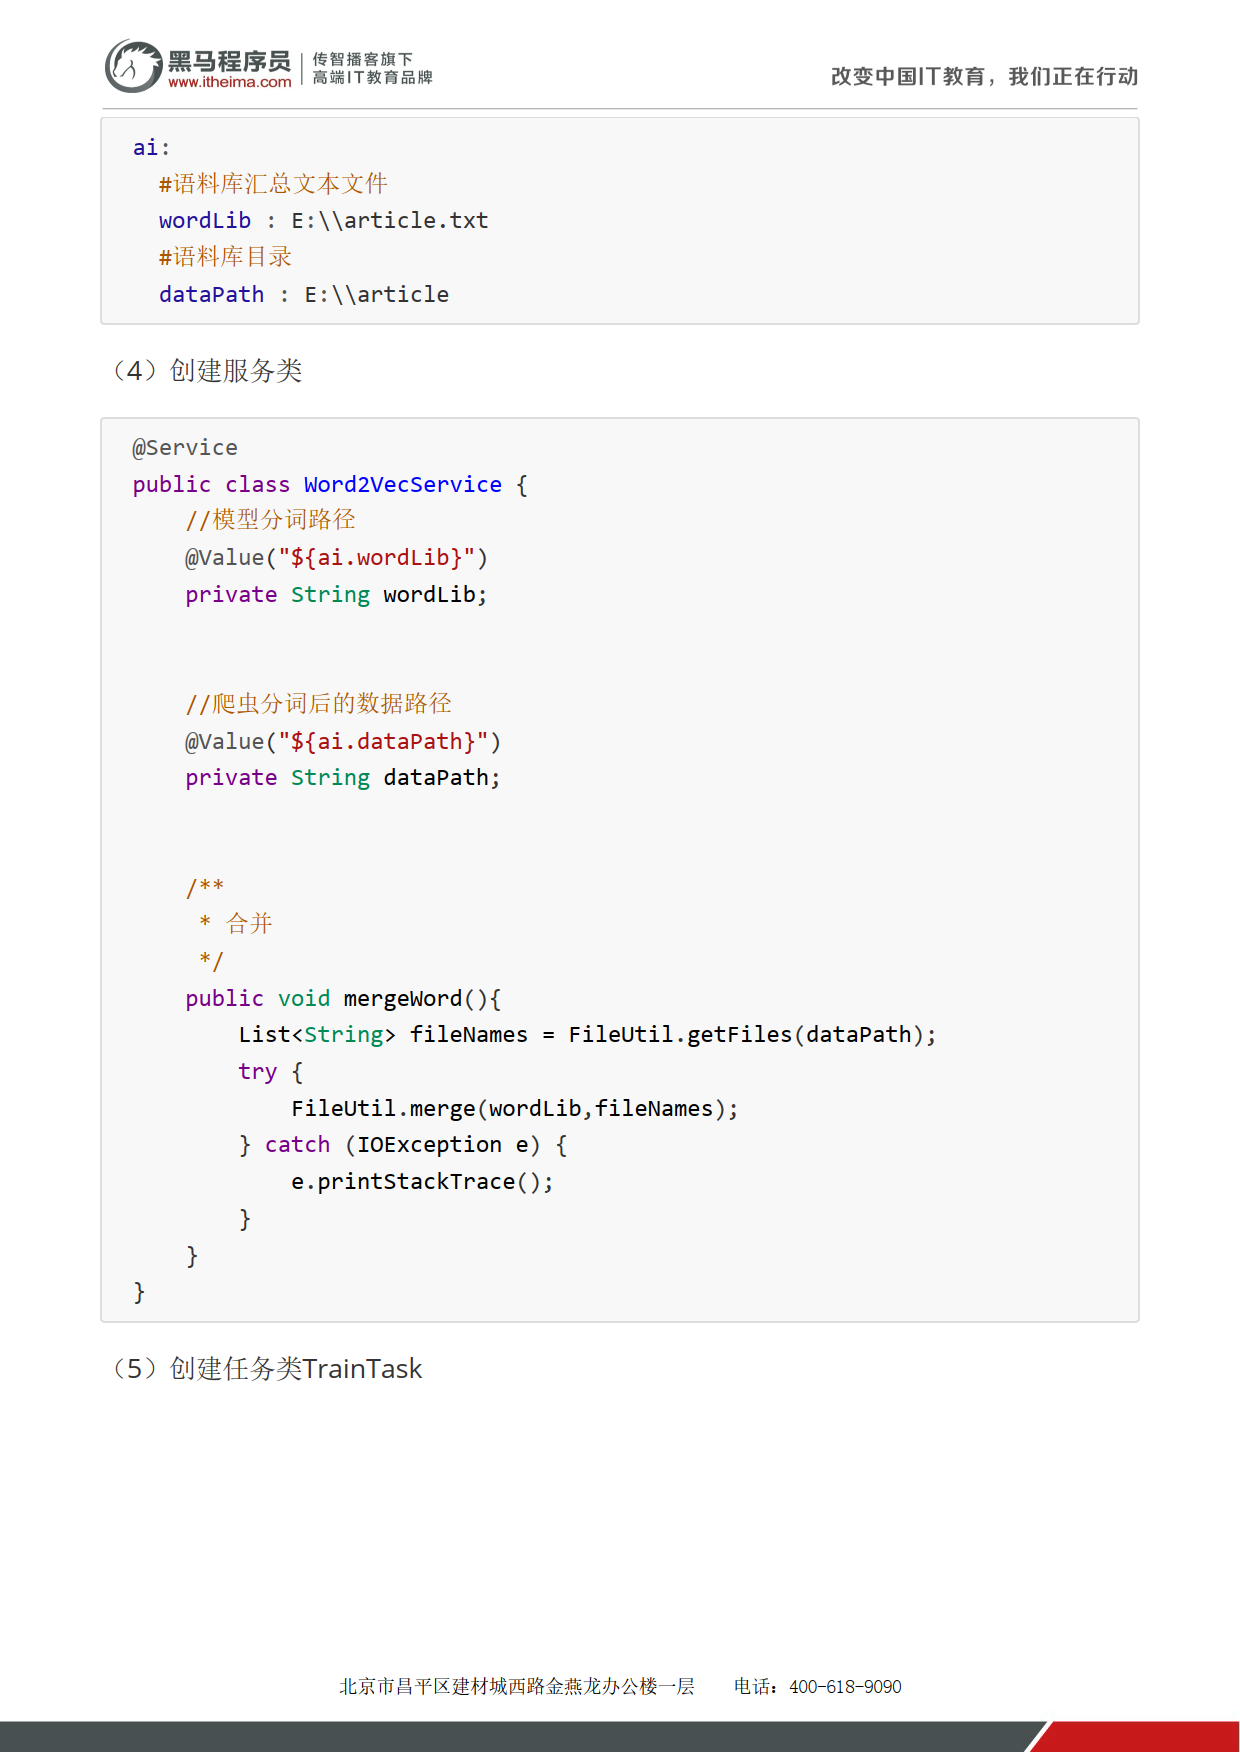 黑马程序员
www.itheima.com
传智播客旗下
高端IT教育品牌
改变中国IT教育，我们正在行动
ai:
  #语料库汇总文本文件
  wordLib : E:\\article.txt
  #语料库目录
  dataPath : E:\\article
（4）创建服务类
@Service
public class Word2VecService {
    //模型分词路径
    @Value("${ai.wordLib}")
    private String wordLib;
    //爬虫分词后的数据路径
    @Value("${ai.dataPath}")
    private String dataPath;
    /**
     * 合并
     */
    public void mergeWord(){
        List<String> fileNames = FileUtil.getFiles(dataPath);
        try {
            FileUtil.merge(wordLib,fileNames);
        } catch (IOException e) {
            e.printStackTrace();
        }
    }
}
（5）创建任务类TrainTask
北京市昌平区建材城西路金燕龙办公楼一层 电话：400-618-9090